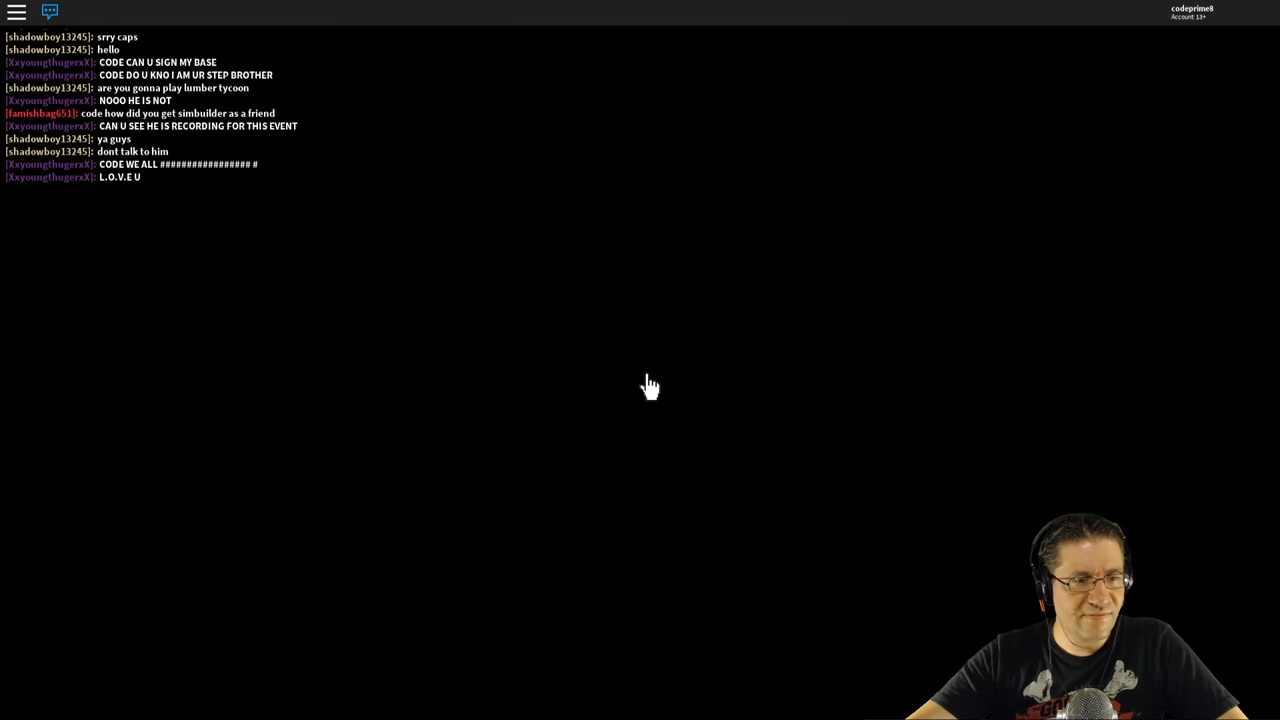 codeprime8
Account: 13+
[shadowboy13245]: srry caps
[shadowboy13245]: hello
[XxyoungthugerxX]: CODE CAN U SIGN MY BASE
[XxyoungthugerxX]: CODE DO U KNO I AM UR STEP BROTHER
[shadowboy13245]: are you gonna play lumber tycoon
[XxyoungthugerxX]: NOOO HE IS NOT
[famishbag651]: code how did you get simbuilder as a friend
[XxyoungthugerxX]: CAN U SEE HE IS RECORDING FOR THIS EVENT
[shadowboy13245]: ya guys
[shadowboy13245]: dont talk to him
[XxyoungthugerxX]: CODE WE ALL ################ #
[XxyoungthugerxX]: L.O.V.E U